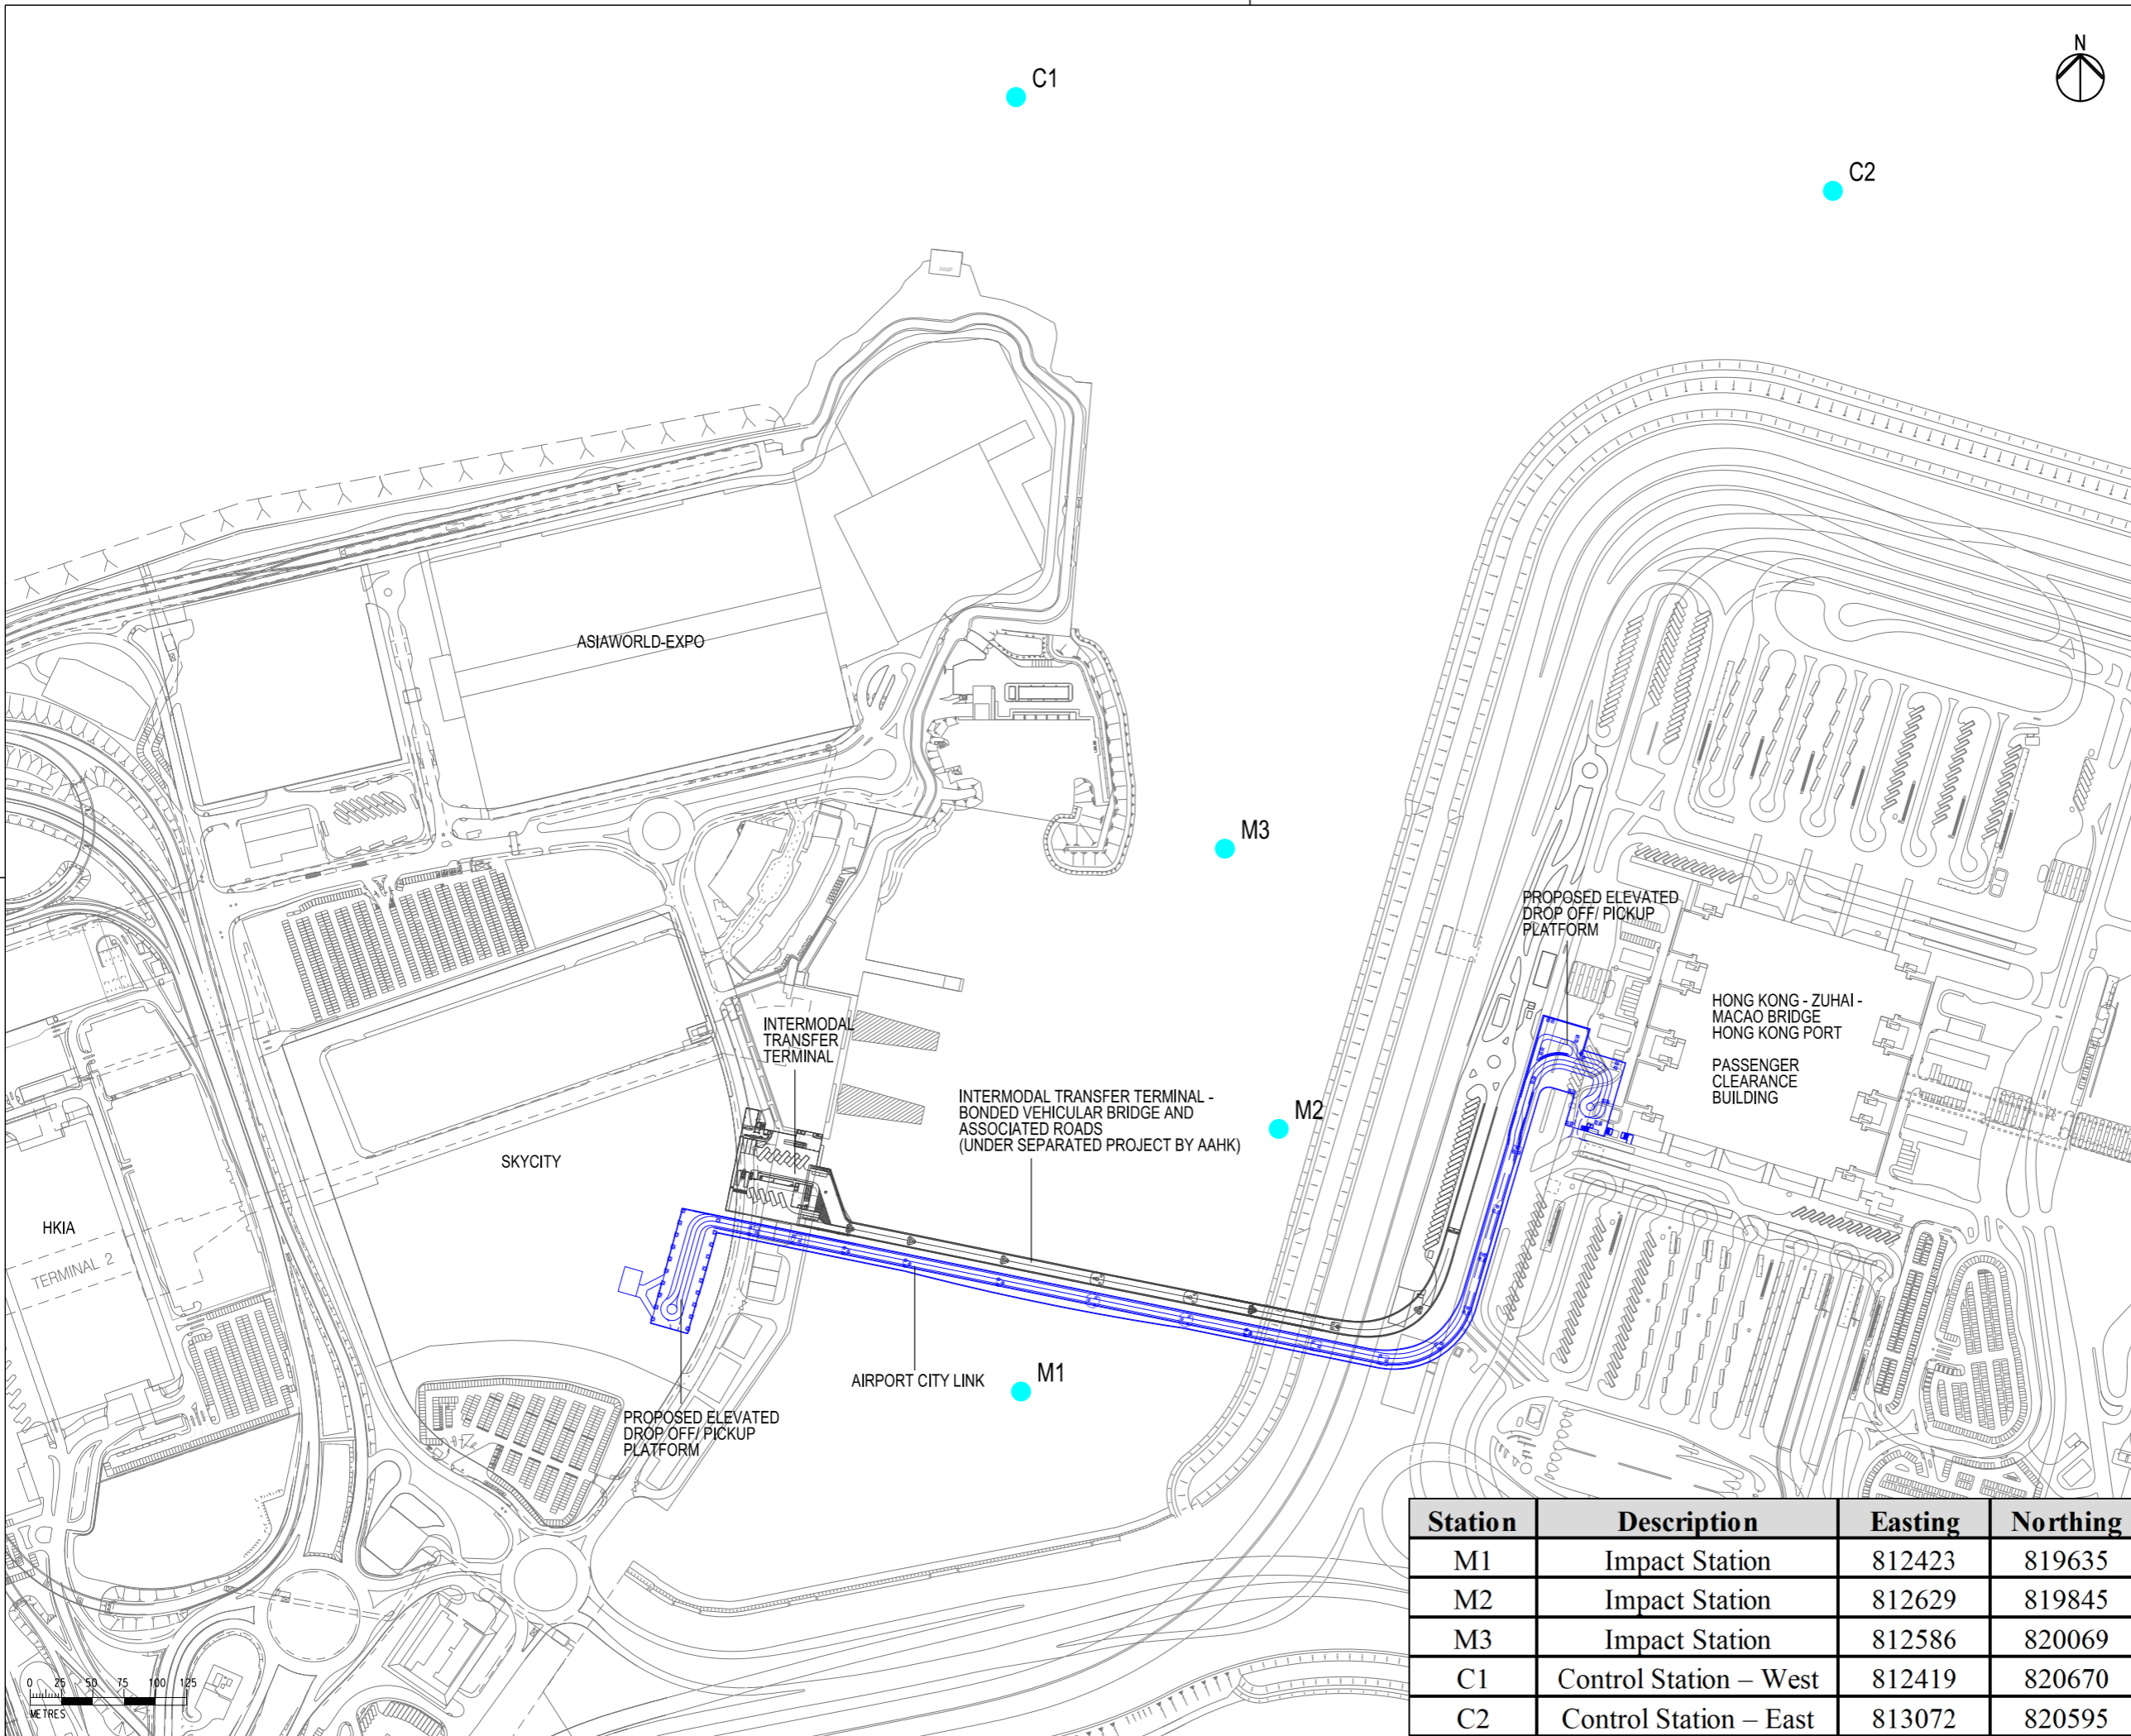 N
C1
C2
ASIAWORLD-EXPO
M3
PROPOSED ELEVATED
DROP OFF/ PICKUP
PLATFORM
HONG KONG - ZUHAI -
MACAO BRIDGE
HONG KONG PORT
PASSENGER
CLEARANCE
BUILDING
INTERMODAL
TRANSFER
TERMINAL
INTERMODAL TRANSFER TERMINAL -
BONDED VEHICULAR BRIDGE AND
ASSOCIATED ROADS
(UNDER SEPARATED PROJECT BY AAHK)
M2
SKYCITY
HKIA
TERMINAL 2
AIRPORT CITY LINK
M1
PROPOSED ELEVATED
DROP OFF/ PICKUP
PLATFORM
Station Description Easting Northing
M1 Impact Station 812423 819635
M2 Impact Station 812629 819845
M3 Impact Station 812586 820069
C1 Control Station – West 812419 820670
C2 Control Station – East 813072 820595
0 25 50 75 100 125
METRES